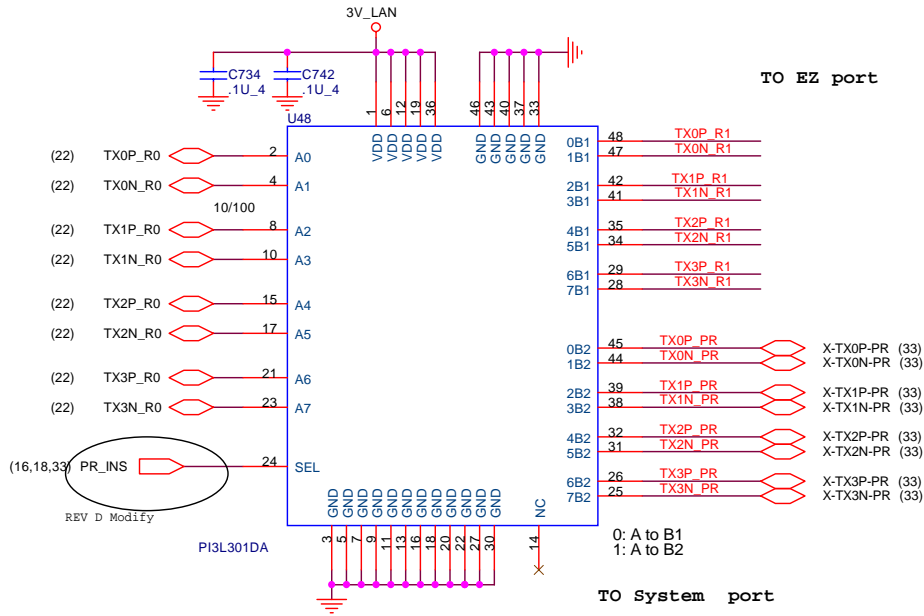 3V_LAN
C734
.1U_4
C742
.1U_4
TO EZ port
U48
1
6
12
19
36
46
43
40
37
33
VDD
VDD
VDD
VDD
VDD
GND
GND
GND
GND
GND
(22) TX0P_R0 2 A0
(22) TX0N_R0 4 A1
10/100
(22) TX1P_R0 8 A2
(22) TX1N_R0 10 A3
(22) TX2P_R0 15 A4
(22) TX2N_R0 17 A5
(22) TX3P_R0 21 A6
(22) TX3N_R0 23 A7
(16,18,33) PR_INS 24 SEL
REV D Modify
0B1 48 TX0P_R1
1B1 47 TX0N_R1
2B1 42 TX1P_R1
3B1 41 TX1N_R1
4B1 35 TX2P_R1
5B1 34 TX2N_R1
6B1 29 TX3P_R1
7B1 28 TX3N_R1
0B2 45 TX0P_PR X-TX0P-PR (33)
1B2 44 TX0N_PR X-TX0N-PR (33)
2B2 39 TX1P_PR X-TX1P-PR (33)
3B2 38 TX1N_PR X-TX1N-PR (33)
4B2 32 TX2P_PR X-TX2P-PR (33)
5B2 31 TX2N_PR X-TX2N-PR (33)
6B2 26 TX3P_PR X-TX3P-PR (33)
7B2 25 TX3N_PR X-TX3N-PR (33)
GND
GND
GND
GND
GND
GND
GND
GND
GND
GND
GND
GND
NC
3
5
7
9
11
13
16
18
20
22
27
30
14
PI3L301DA
0: A to B1
1: A to B2
TO System port